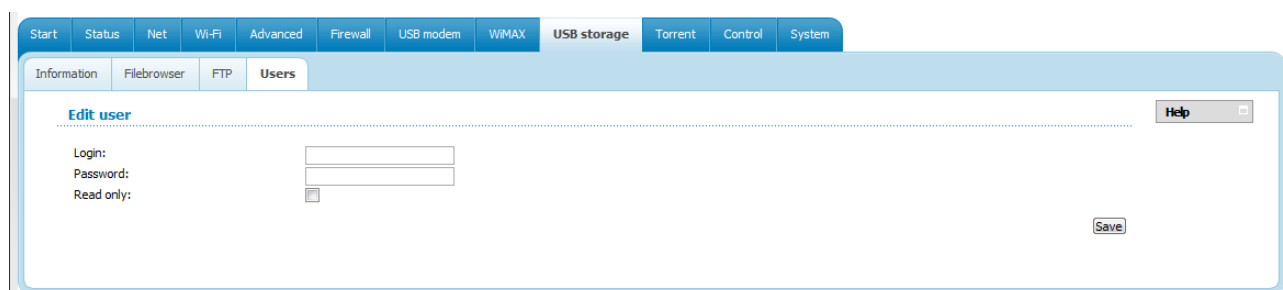 Start Status Net Wi-Fi Advanced Firewall USB modem WiMAX USB storage Torrent Control System
Information Filebrowser FTP Users
Edit user Help
Login:
Password:
Read only:
Save